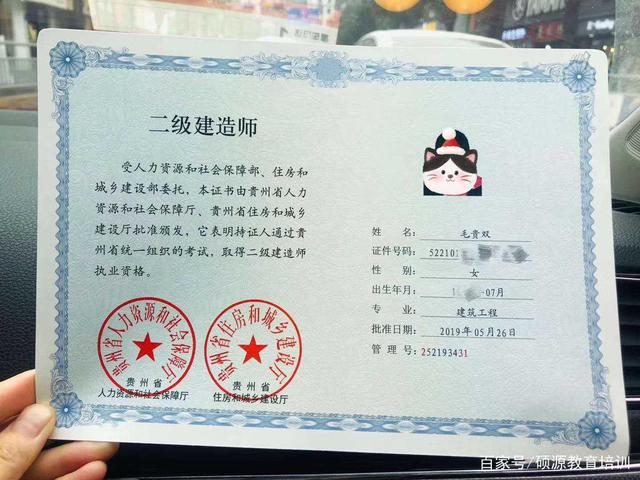 二级建造师
受人力资源和社会保障部、住房和
城乡建设部委托，本证书由贵州省人力
资源和社会保障厅、贵州省住房和城乡
建设厅批准颁发，它表明持证人通过贵
州省统一组织的考试，取得二级建造师
执业资格。
贵州省人力资源和社会保障厅
贵州省住房和城乡建设厅
贵州省
人力资源和社会保障厅
贵州省
住房和城乡建设厅
姓名：毛贵双
证件号码：522101
性别：女
出生年月：1 -07月
专业：建筑工程
批准日期：2019年05月26日
管理号：252193431
百家号/硕源教育培训